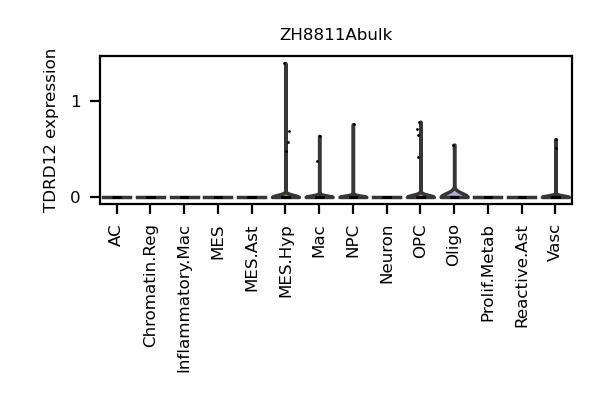 ZH8811Abulk
TDRD12 expression
1
0
AC
Chromatin.Reg
Inflammatory.Mac
MES
MES.Ast
MES.Hyp
Mac
NPC
Neuron
OPC
Oligo
Prolif.Metab
Reactive.Ast
Vasc